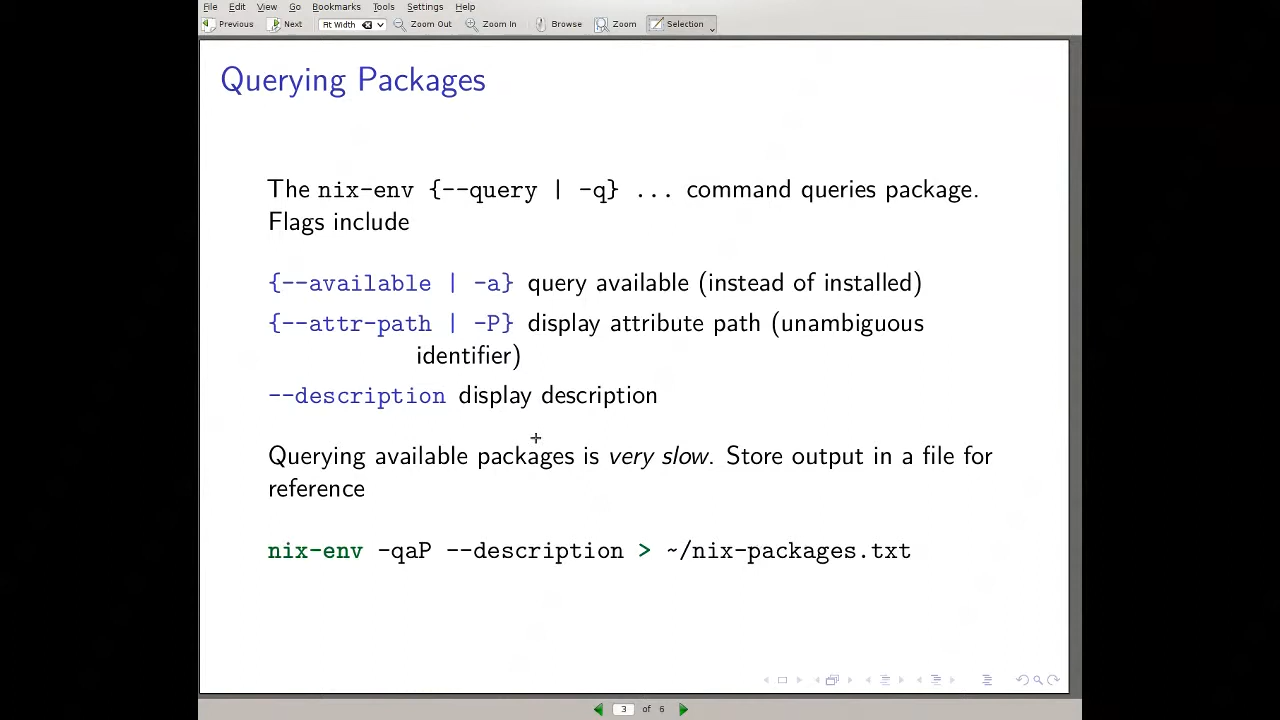 File Edit View Go Bookmarks Tools Settings Help
Previous Next Fit Width Zoom Out Zoom In Browse Zoom Selection
Querying Packages
The nix-env {--query | -q} ... command queries package.
Flags include
{--available | -a} query available (instead of installed)
{--attr-path | -P} display attribute path (unambiguous
identifier)
--description display description
Querying available packages is very slow. Store output in a file for
reference
nix-env -qaP --description > ~/nix-packages.txt
3 of 6